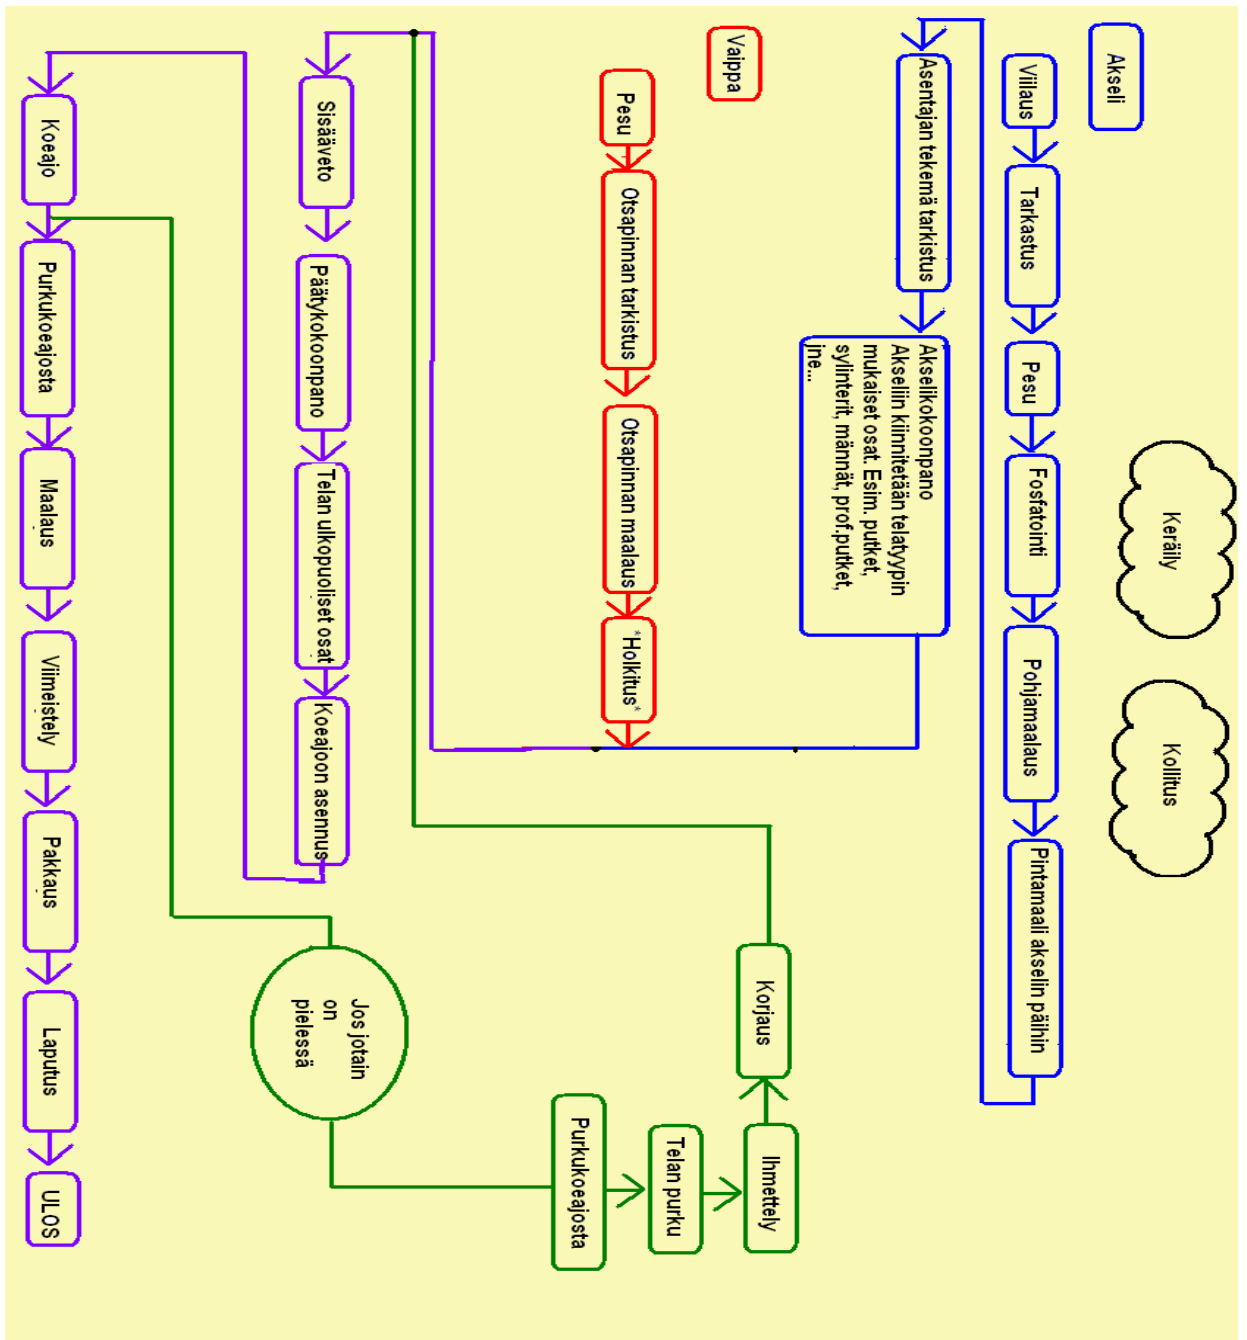 Akseli
Viilaus
Tarkastus
Pesu
Fosfatointi
Pohjamaalaus
Pintamaali akselin päihin
Keräily
Kollitus
Asentajan tekemä tarkistus
Akselikokoonpano
Akseliin kiinnitetään telatyypin
mukaiset osat. Esim. putket,
sylinterit, männät, prof.putket,
jne...
Vaippa
Pesu
Otsapinnan tarkistus
Otsapinnan maalaus
*Holkitus*
Sisääveto
Päätykokoonpano
Telan ulkopuoliset osat
Koeajoon asennus
Koeajo
Purkukoeajosta
Maalaus
Viimeistely
Pakkaus
Laputus
ULOS
Jos jotain
on
pielessä
Purkukoeajosta
Telan purku
Ihmettely
Korjaus